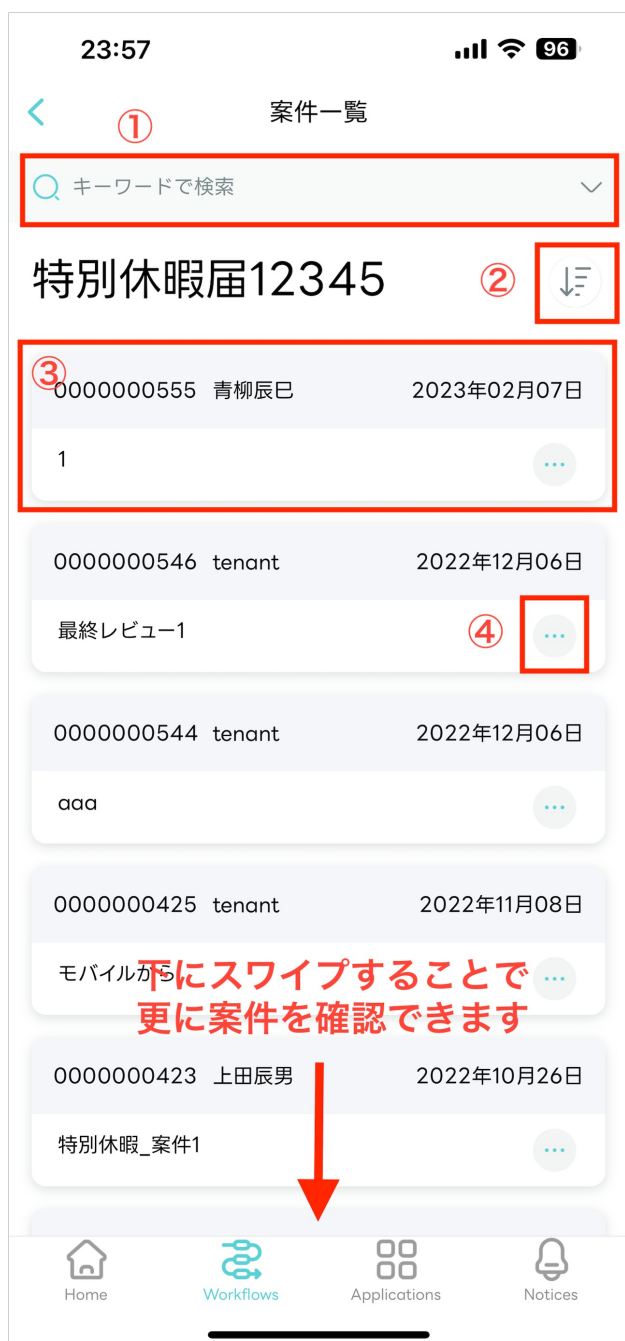 23:57 96
案件一覧
①
キーワードで検索
特別休暇届12345 ②
③
0000000555 青柳辰巳 2023年02月07日
1
0000000546 tenant 2022年12月06日
最終レビュー1 ④
0000000544 tenant 2022年12月06日
aaa
0000000425 tenant 2022年11月08日
モバイルから
下にスワイプすることで
更に案件を確認できます
0000000423 上田辰男 2022年10月26日
特別休暇_案件1
Home Workflows Applications Notices